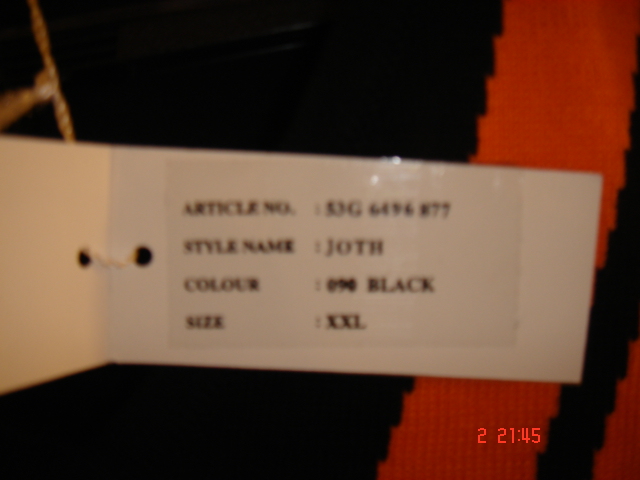 ARTICLE NO. : 53G 6496 877
STYLE NAME : JOTH
COLOUR : 090 BLACK
SIZE : XXL
2 21:45